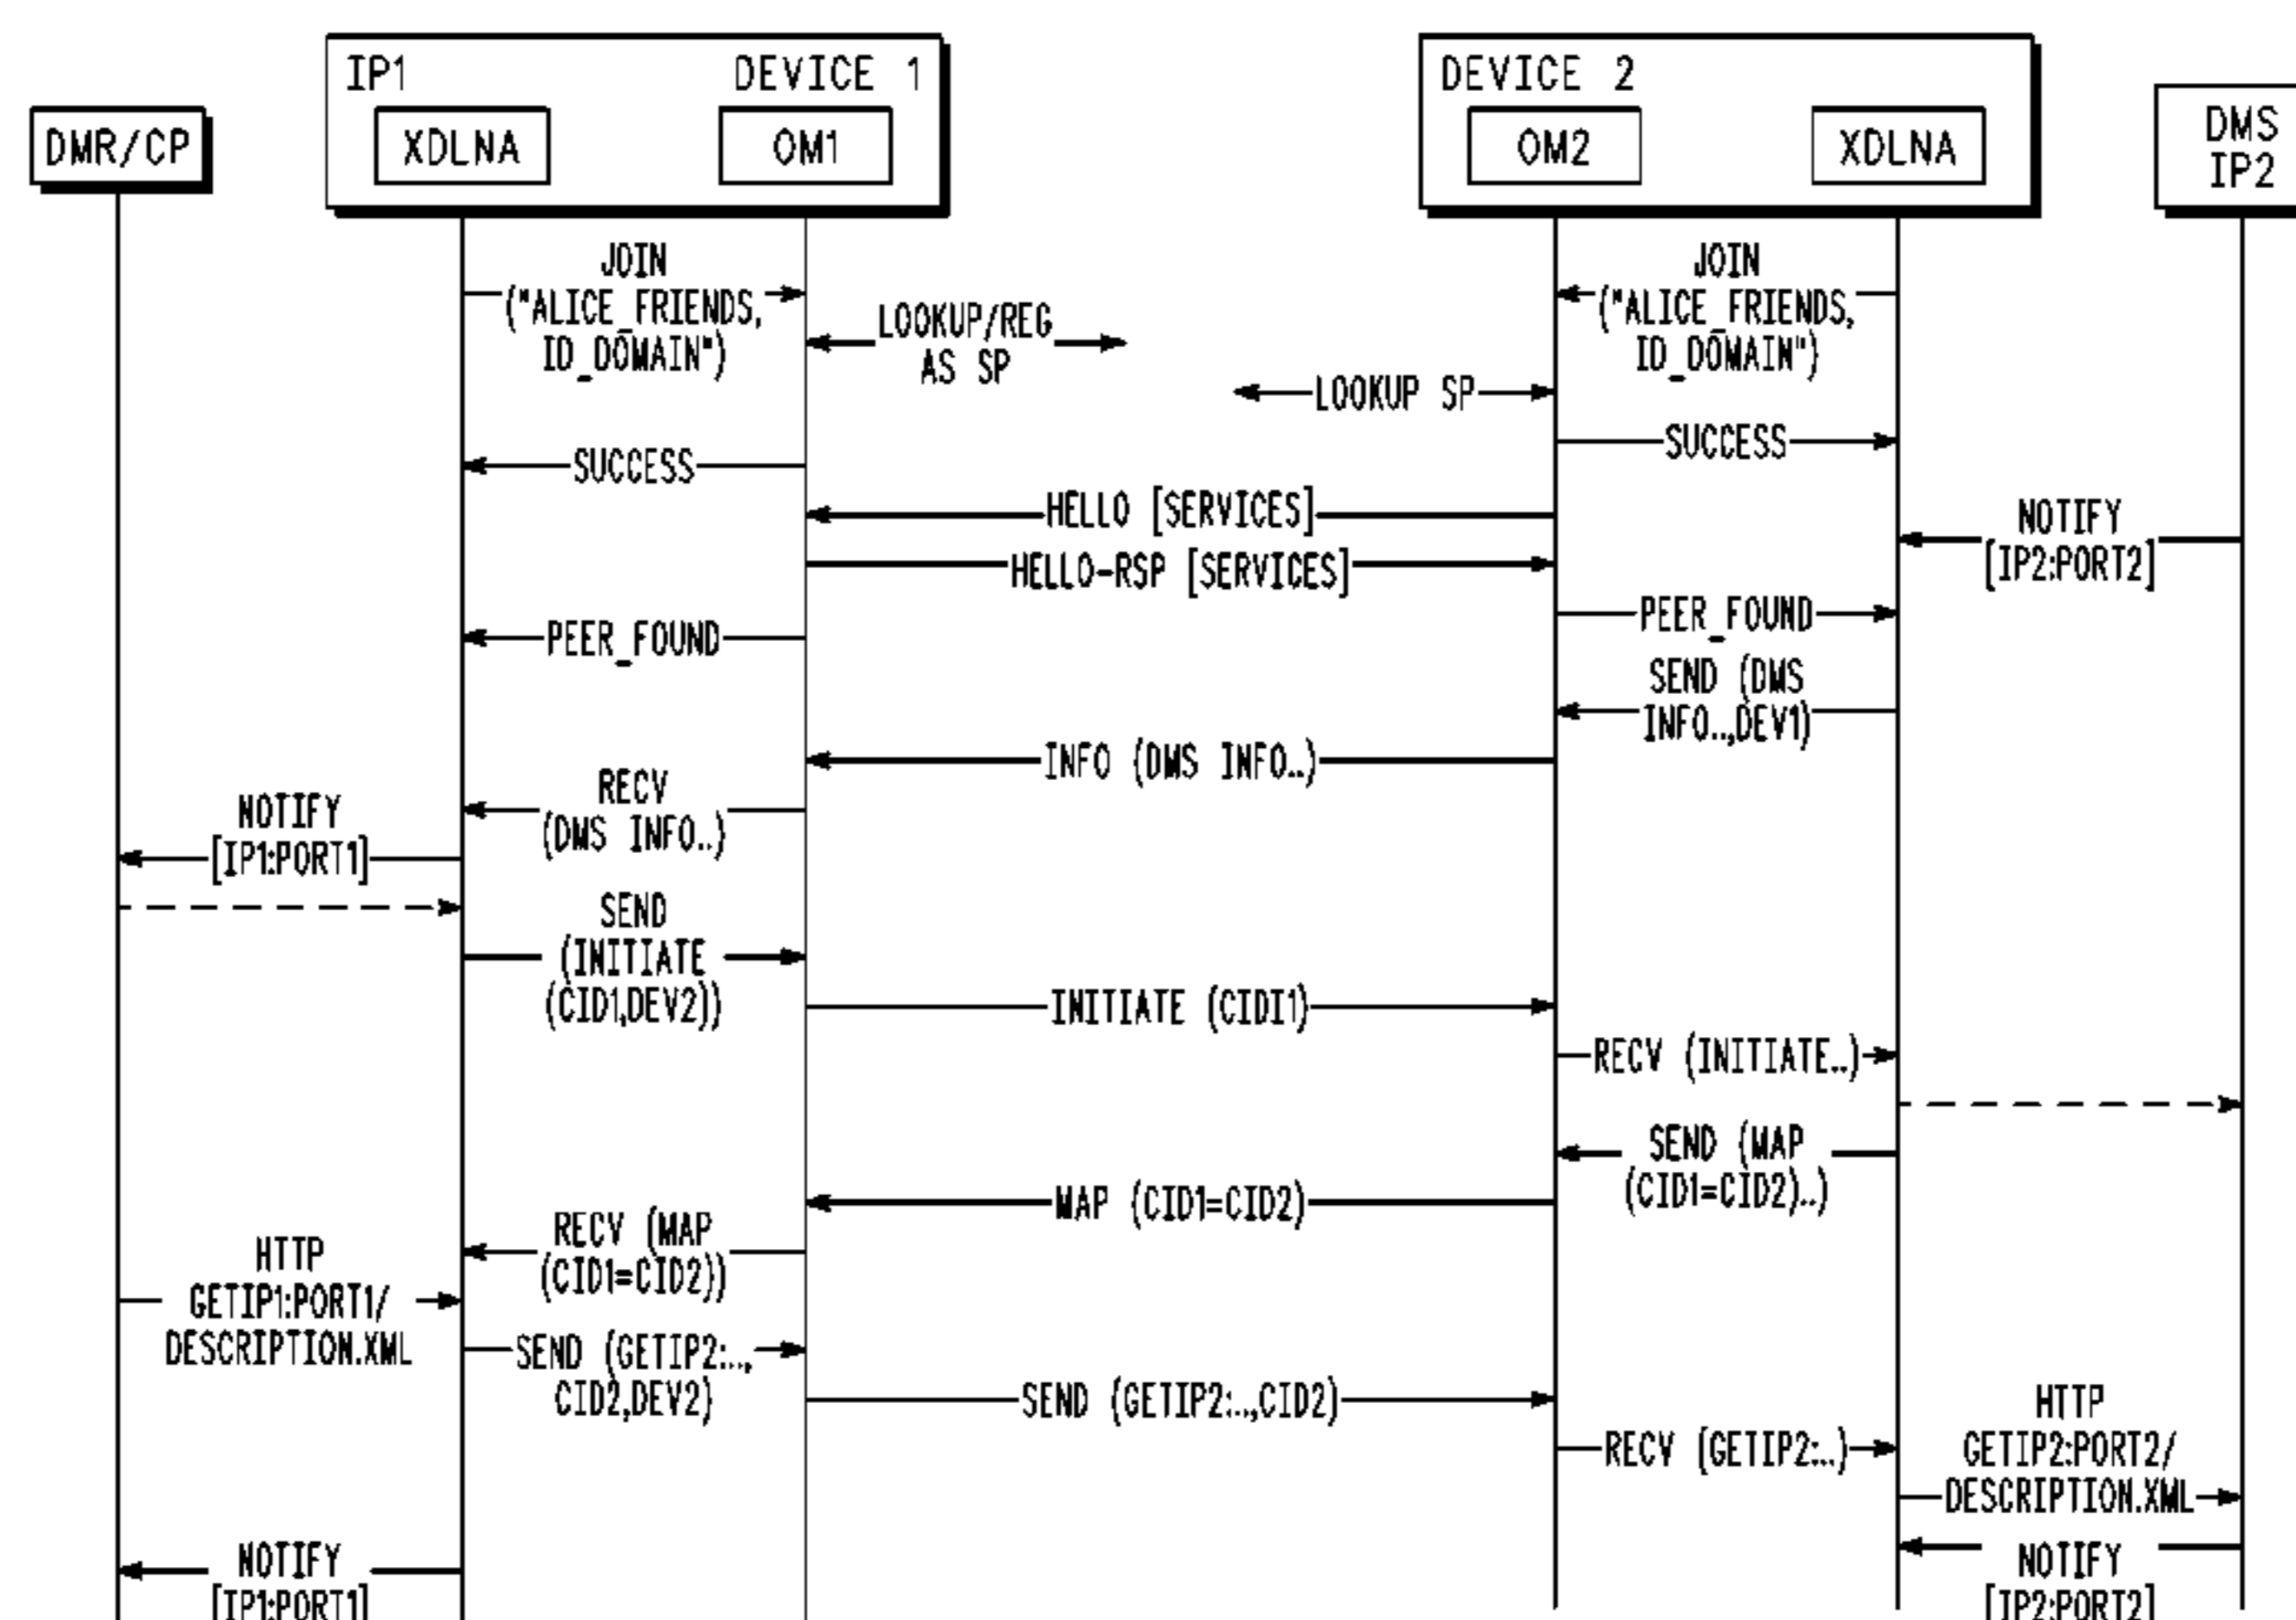 IP1 DEVICE 1
DEVICE 2
DMR/CP
XDLNA
OM1
OM2
XDLNA
DMS
IP2
JOIN
("ALICE_FRIENDS,
ID_DOMAIN")
JOIN
("ALICE_FRIENDS,
ID_DOMAIN")
LOOKUP/REG
AS SP
LOOKUP SP
SUCCESS
SUCCESS
HELLO [SERVICES]
NOTIFY
[IP2:PORT2]
HELLO-RSP [SERVICES]
PEER_FOUND
PEER_FOUND
SEND (DMS
INFO..,DEV1)
INFO (DMS INFO..)
RECV
(DMS INFO..)
NOTIFY
[IP1:PORT1]
SEND
(INITIATE
(CID1,DEV2))
INITIATE (CIDI1)
RECV (INITIATE..)
SEND (MAP
(CID1=CID2)..)
MAP (CID1=CID2)
RECV (MAP
(CID1=CID2))
HTTP
GETIP1:PORT1/
DESCRIPTION.XML
SEND (GETIP2:..,
CID2,DEV2)
SEND (GETIP2:..,CID2)
RECV (GETIP2:..)
HTTP
GETIP2:PORT2/
DESCRIPTION.XML
NOTIFY
[IP1:PORT1]
NOTIFY
[IP2:PORT2]